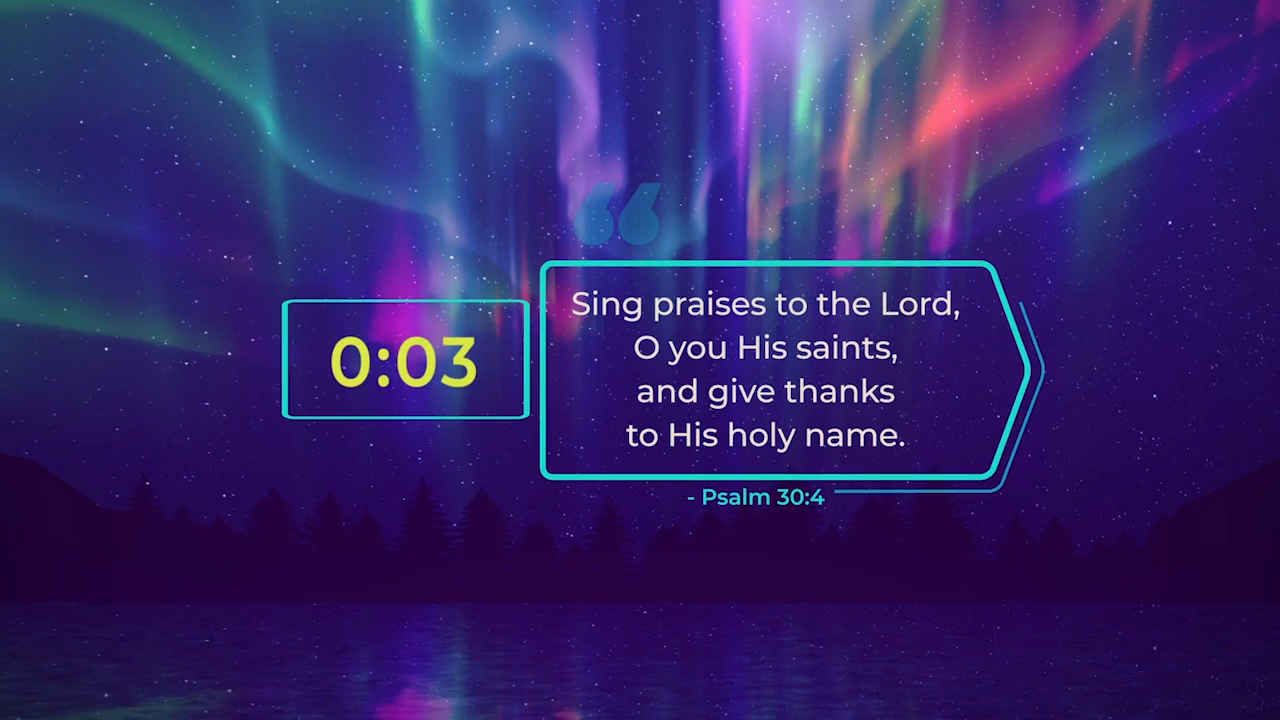 0:03
Sing praises to the Lord,
O you His saints,
and give thanks
to His holy name.
- Psalm 30:4